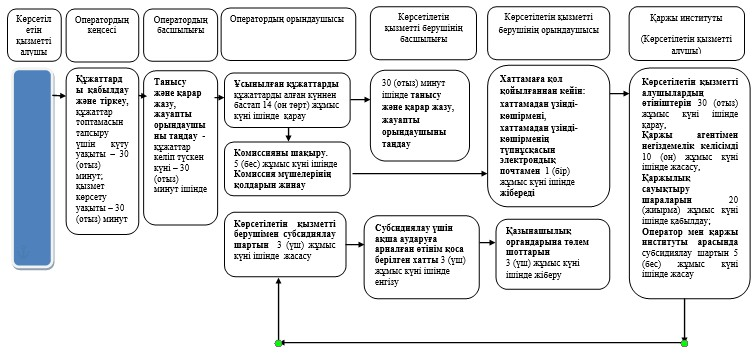 Көрсетіл
етін
қызметті
алушы
Оператордың
кеңсесі
Оператордың
басшылығы
Оператордың орындаушысы
Көрсетілетін
қызметті берушінің
басшылығы
Көрсетілетін қызметті
берушінің орындаушысы
Қаржы институты
(Көрсетілетін қызметті
алушы)
Құжаттард
ы қабылдау
және тіркеу,
құжаттар
топтамасын
тапсыру
үшін күту
уақыты – 30
(отыз)
минут;
қызмет
көрсету
уақыты – 30
(отыз) минут
Танысу
және қарар
жазу,
жауапты
орындаушы
ны таңдау -
құжаттар
келіп түскен
күні – 30
(отыз)
минут ішінде
Ұсынылған құжаттарды
құжаттарды алған күннен
бастап 14 (он төрт) жұмыс
күні ішінде қарау
Комиссияны шақыру.
5 (бес) жұмыс күні ішінде
Комиссия мүшелерінің
қолдарын жинау
30 (отыз) минут
ішінде танысу
және қарар жазу,
жауапты
орындаушыны
таңдау
Хаттамаға қол
қойылғаннан кейін:
хаттамадан үзінді-
көшірмені,
хаттамадан үзінді-
көшірменің
түпнұсқасын
электрондық
почтамен 1 (бір)
жұмыс күні ішінде
жібереді
Көрсетілетін қызметті
алушылардың
өтініштерін 30 (отыз)
жұмыс күні ішінде
қарау,
Қаржы агентімен
негіздемелік келісімді
10 (он) жұмыс күні
ішінде жасасу,
Қаржылық
сауықтыру
шараларын 20
(жиырма) жұмыс күні
ішінде қабылдау;
Оператор мен қаржы
институты арасында
субсидиялау шартын 5
(бес) жұмыс күні
ішінде жасау
Көрсетілетін қызметті
берушімен субсидиялау
шартын 3 (үш) жұмыс
күні ішінде жасасу
Субсидиялау үшін
ақша аударуға
арналған өтінім қоса
берілген хатты 3 (үш)
жұмыс күні ішінде
енгізу
Қазынашылық
органдарына төлем
шоттарын
3 (үш) жұмыс күні
ішінде жіберу